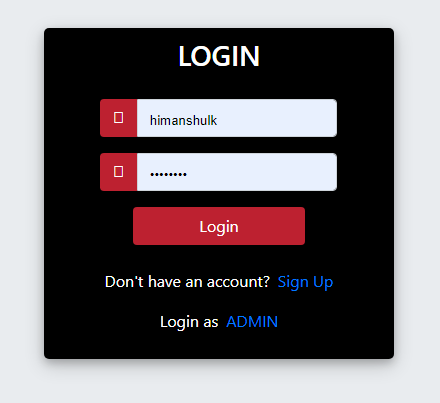 LOGIN
himanshulk
••••••••
Login
Don't have an account? Sign Up
Login as ADMIN